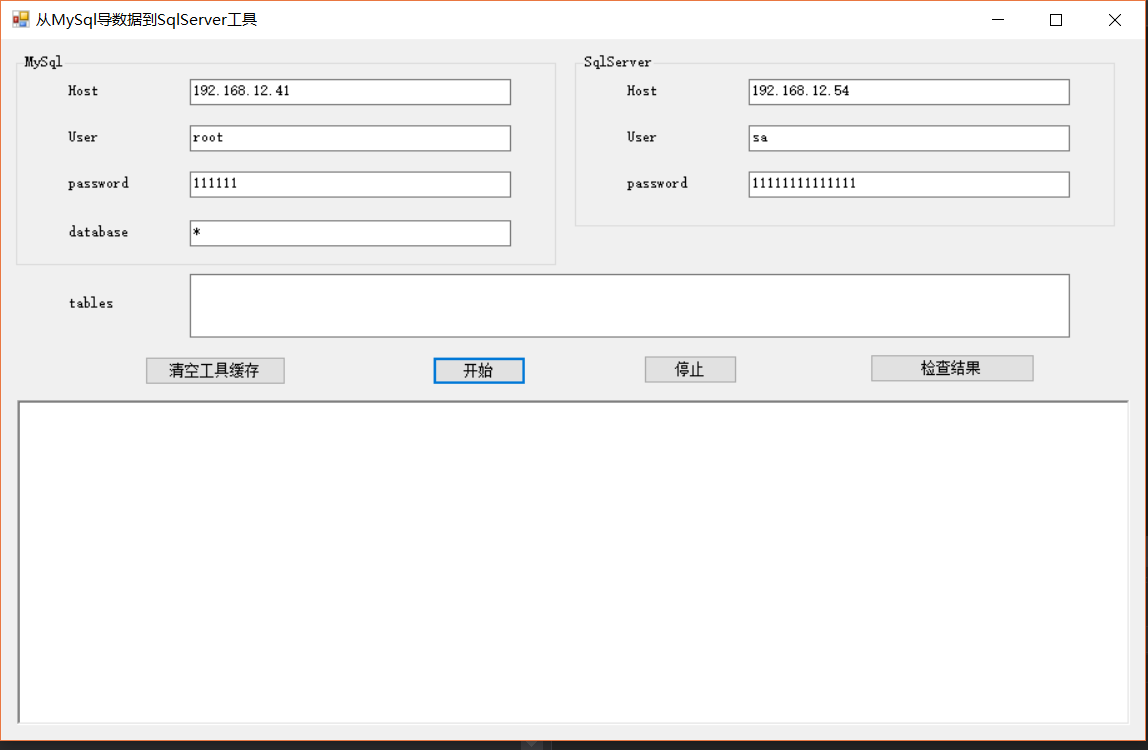 从MySql导数据到SqlServer工具
MySql
Host 192.168.12.41
User root
password 111111
database *
SqlServer
Host 192.168.12.54
User sa
password 11111111111111
tables
清空工具缓存 开始 停止 检查结果